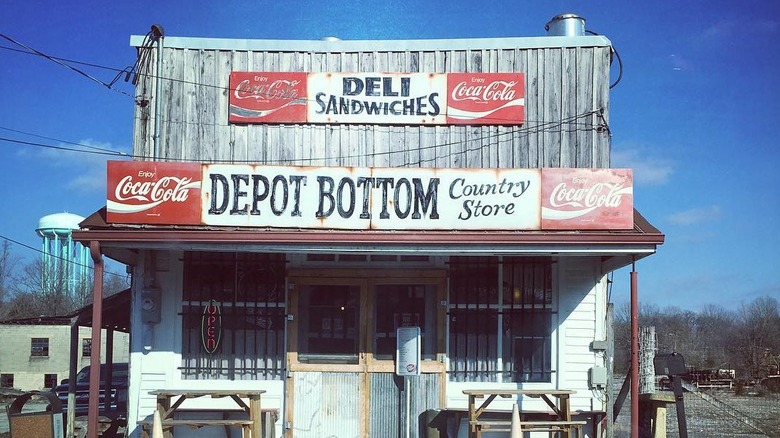 Enjoy
Coca-Cola
DELI
SANDWICHES
Enjoy
Coca-Cola
Enjoy
Coca-Cola
DEPOT BOTTOM
Country
Store
Enjoy
Coca-Cola
OPEN